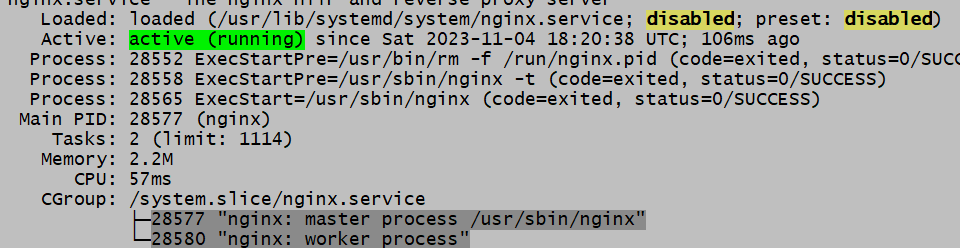 nginx.service - The nginx HTTP and reverse proxy server
Loaded: loaded (/usr/lib/systemd/system/nginx.service; disabled; preset: disabled)
Active: active (running) since Sat 2023-11-04 18:20:38 UTC; 106ms ago
Process: 28552 ExecStartPre=/usr/bin/rm -f /run/nginx.pid (code=exited, status=0/SUCC
Process: 28558 ExecStartPre=/usr/sbin/nginx -t (code=exited, status=0/SUCCESS)
Process: 28565 ExecStart=/usr/sbin/nginx (code=exited, status=0/SUCCESS)
Main PID: 28577 (nginx)
Tasks: 2 (limit: 1114)
Memory: 2.2M
CPU: 57ms
CGroup: /system.slice/nginx.service
├─28577 "nginx: master process /usr/sbin/nginx"
└─28580 "nginx: worker process"